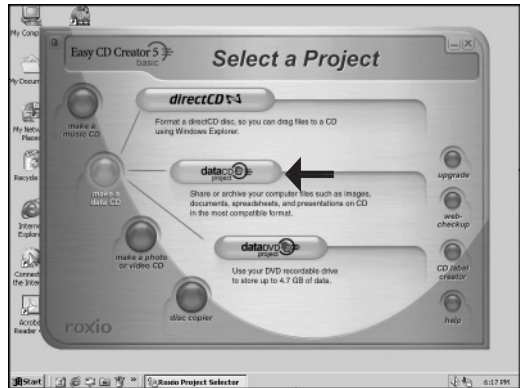 My Comp
Easy CD Creator 5
basic
Select a Project
My Docum
directCD
Format a directCD disc, so you can drag files to a CD
using Windows Explorer.
make a
music CD
My Netw
Places
datacd
project
upgrade
Recycle
make a
data CD
Share or archive your computer files such as images,
documents, spreadsheets, and presentations on CD
in the most compatible format.
web-
checkup
Interne
Explore
dataDVD
project
make a photo
or video CD
Use your DVD recordable drive
to store up to 4.7 GB of data.
CD label
creator
Connect
the Inter
disc copier
help
Acroba
Reader
roxio
Start
Roxio Project Selector
6:17 PM